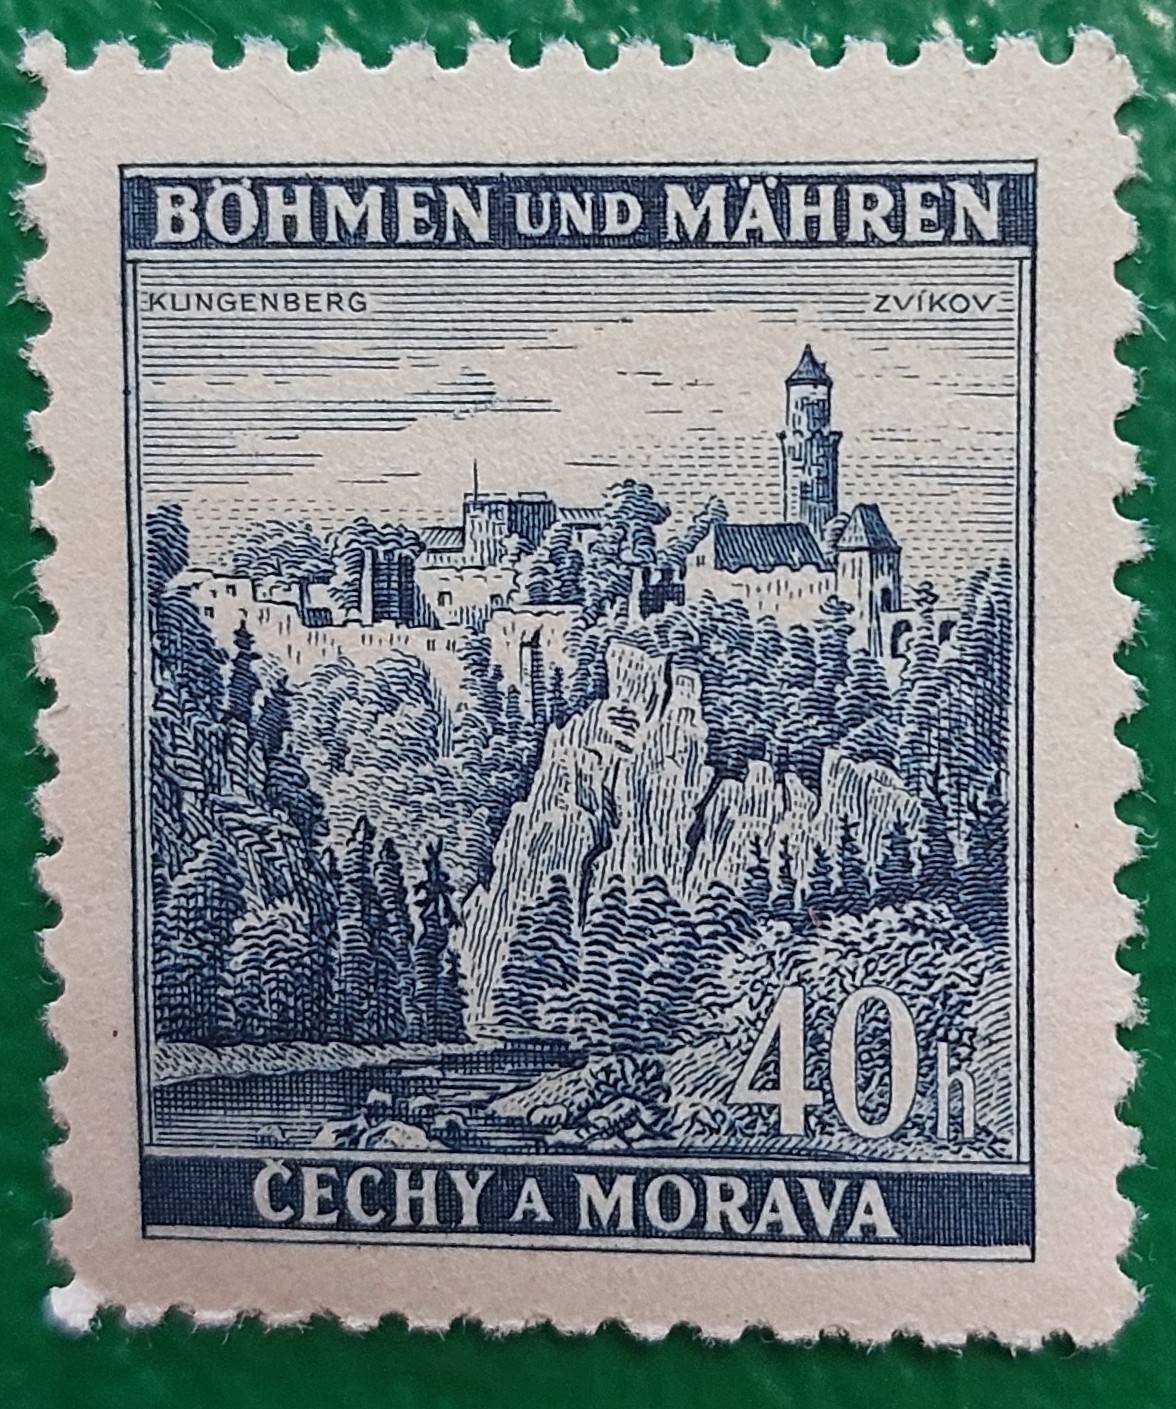 BÖHMEN UND MÄHREN
KLINGENBERG ZVÍKOV
40h
ČECHY A MORAVA